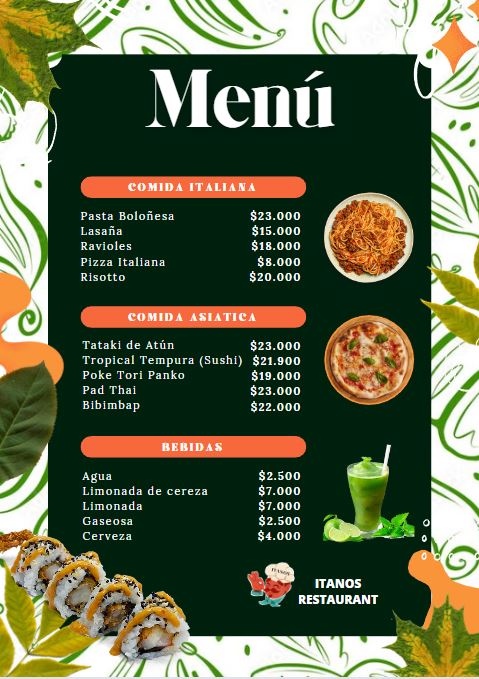 Menú
COMIDA ITALIANA
Pasta Boloñesa $23.000
Lasaña $15.000
Ravioles $18.000
Pizza Italiana $8.000
Risotto $20.000
COMIDA ASIATICA
Tataki de Atún $23.000
Tropical Tempura (Sushi) $21.900
Poke Tori Panko $19.000
Pad Thai $23.000
Bibimbap $22.000
BEBIDAS
Agua $2.500
Limonada de cereza $7.000
Limonada $7.000
Gaseosa $2.500
Cerveza $4.000
ITANOS
ITANOS
RESTAURANT